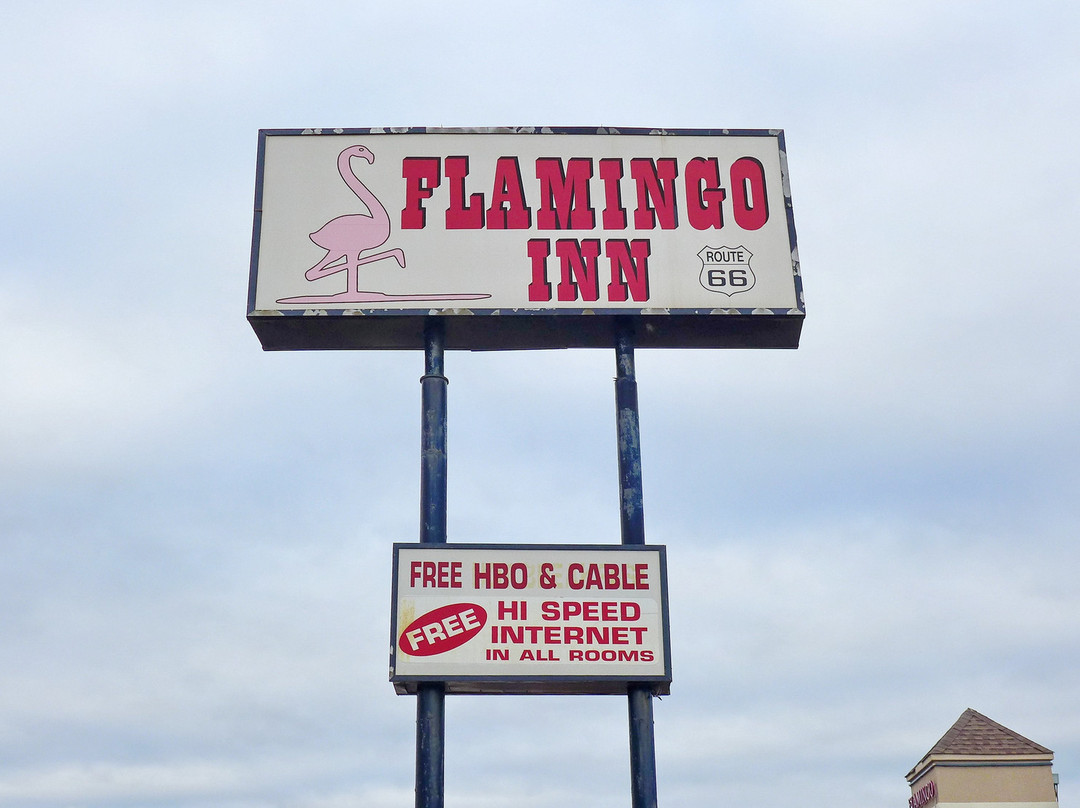 FLAMINGO
INN
ROUTE
66
FREE HBO & CABLE
FREE
HI SPEED
INTERNET
IN ALL ROOMS